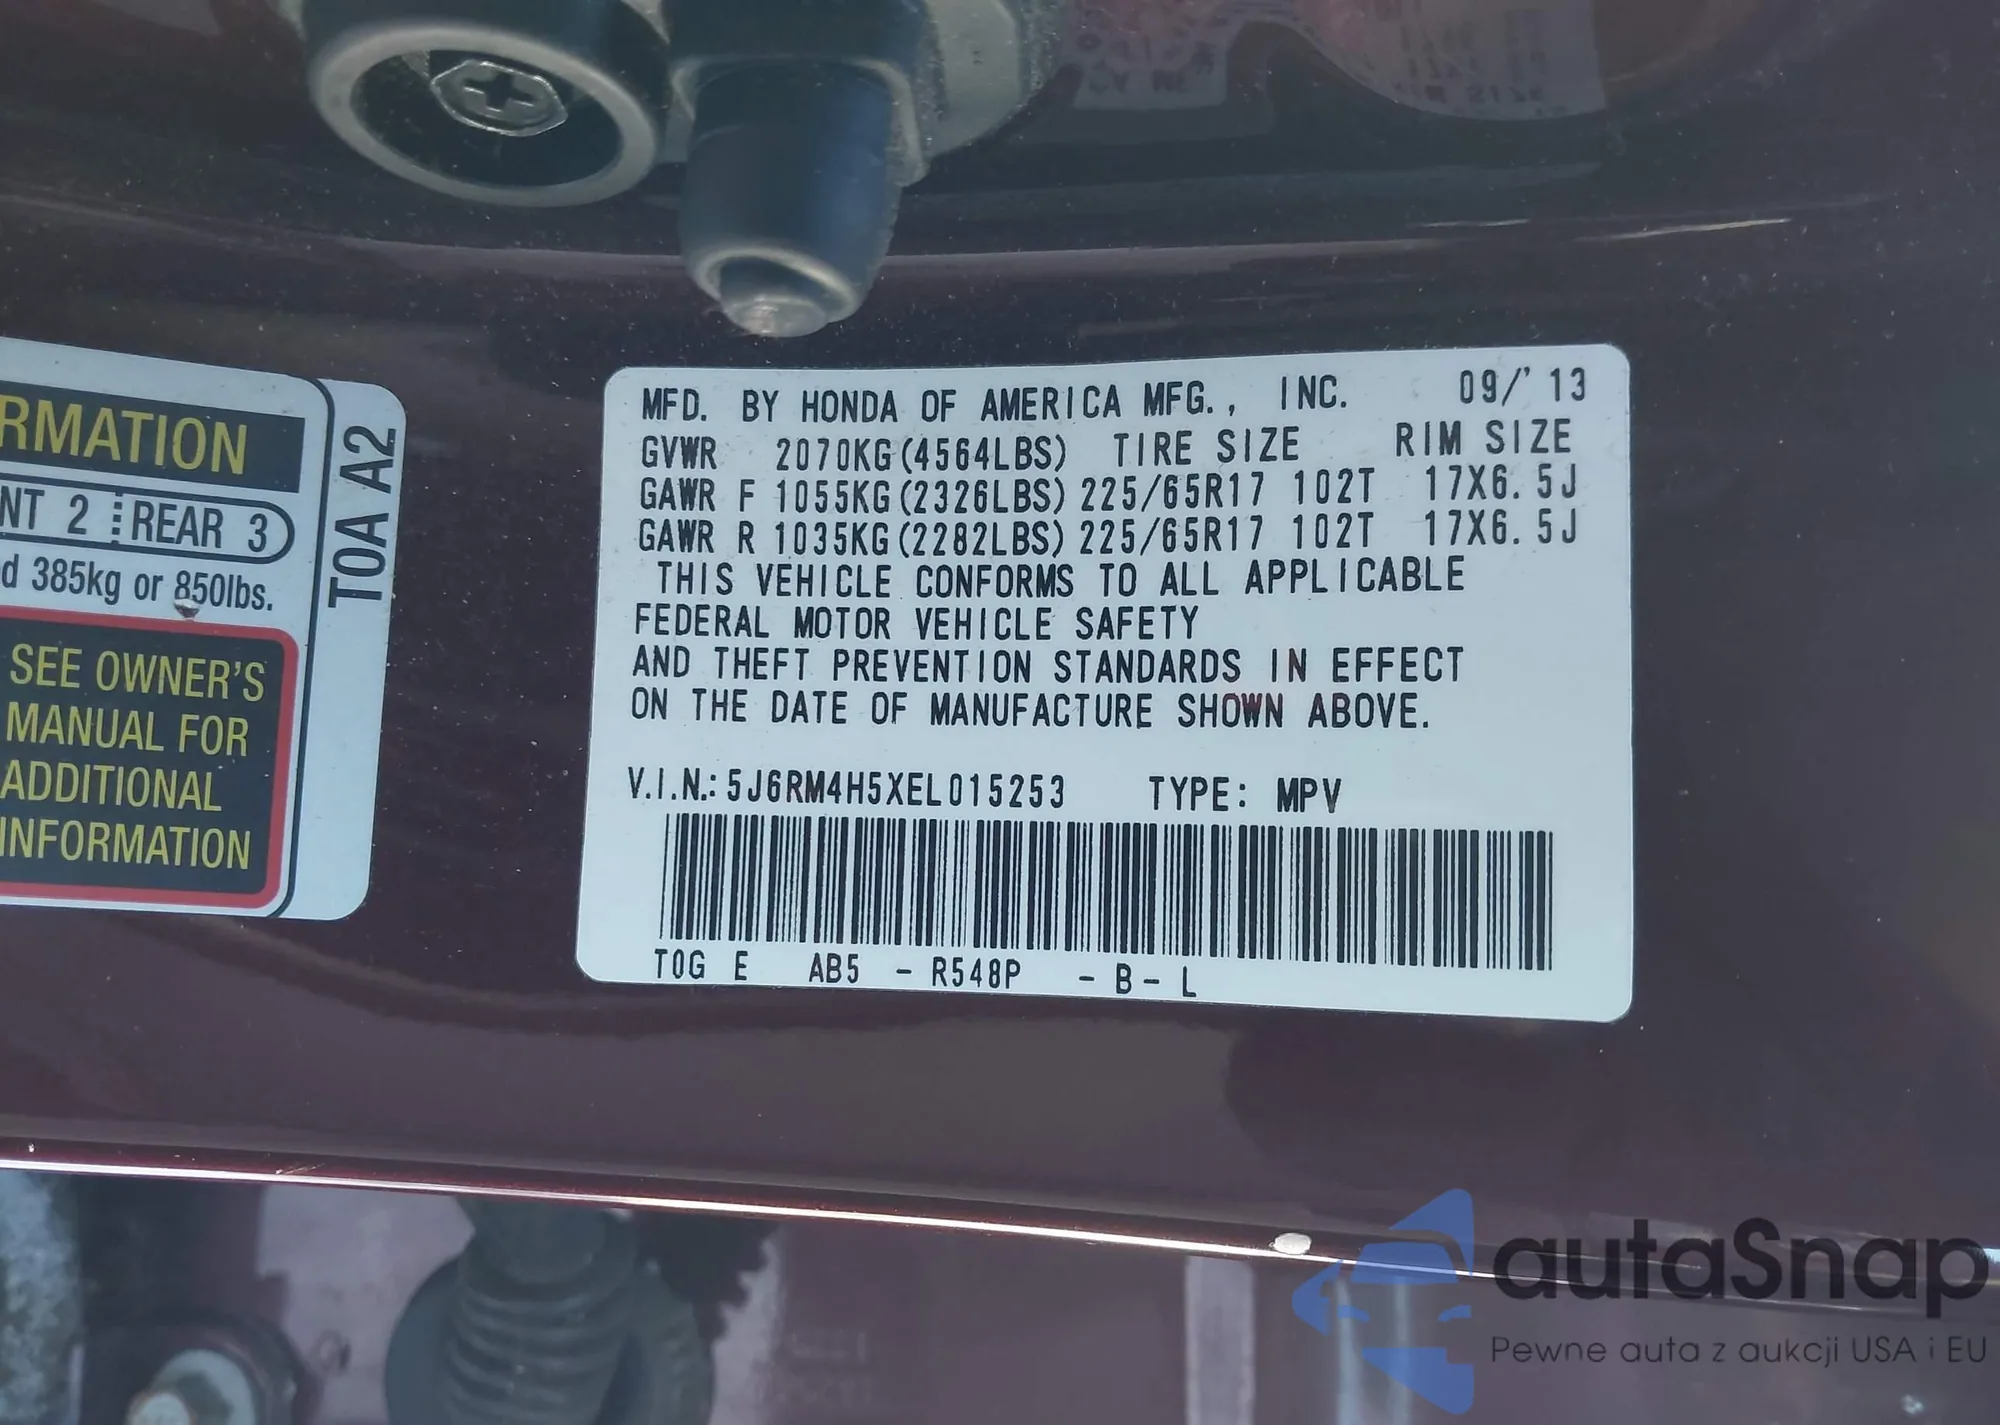 RMATION
NT 2 REAR 3
d 385kg or 850lbs.
SEE OWNER'S
MANUAL FOR
ADDITIONAL
INFORMATION
T0A A2
MFD. BY HONDA OF AMERICA MFG., INC. 09/'13
GVWR 2070KG(4564LBS) TIRE SIZE RIM SIZE
GAWR F 1055KG(2326LBS) 225/65R17 102T 17X6.5J
GAWR R 1035KG(2282LBS) 225/65R17 102T 17X6.5J
THIS VEHICLE CONFORMS TO ALL APPLICABLE
FEDERAL MOTOR VEHICLE SAFETY
AND THEFT PREVENTION STANDARDS IN EFFECT
ON THE DATE OF MANUFACTURE SHOWN ABOVE.
V.I.N.: 5J6RM4H5XEL015253 TYPE: MPV
T0G E AB5 - R548P - B - L
autaSnap
Pewne auta z aukcji USA i EU